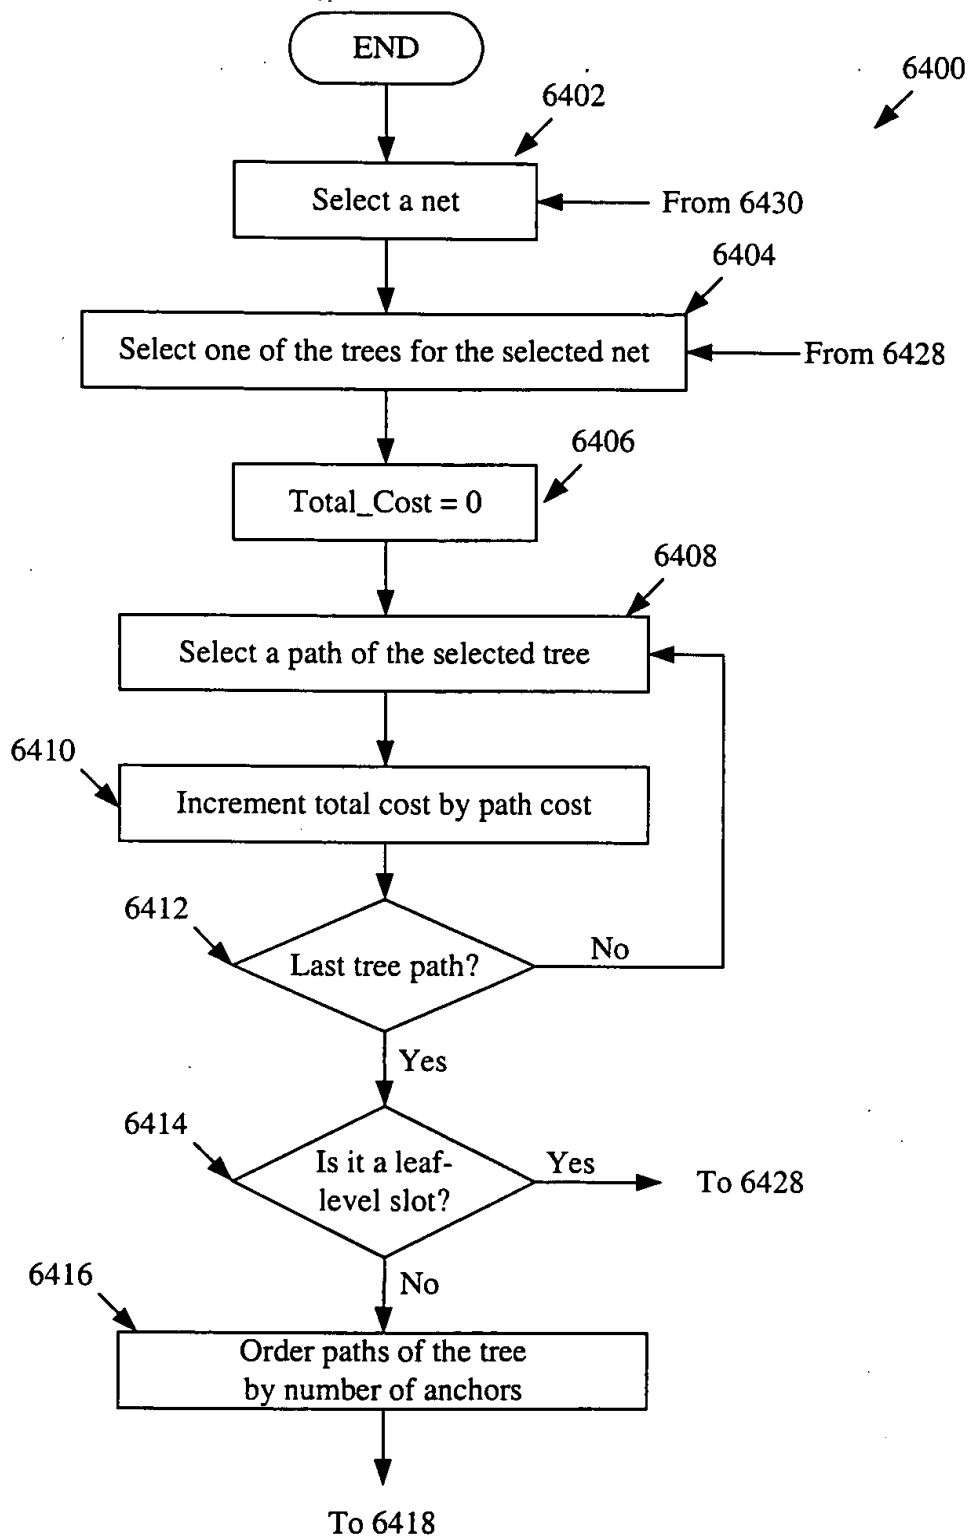 END
6400
6402
Select a net
From 6430
6404
Select one of the trees for the selected net
From 6428
6406
Total_Cost = 0
6408
Select a path of the selected tree
6410
Increment total cost by path cost
6412
Last tree path?
No
Yes
6414
Is it a leaf-
level slot?
Yes
To 6428
No
6416
Order paths of the tree
by number of anchors
To 6418